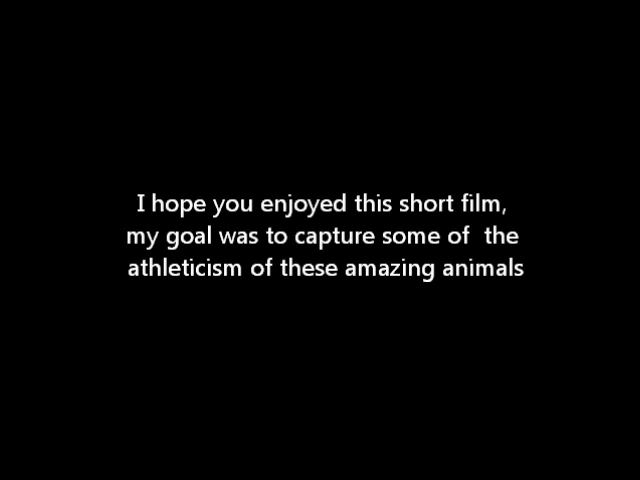 I hope you enjoyed this short film,
my goal was to capture some of  the
athleticism of these amazing animals